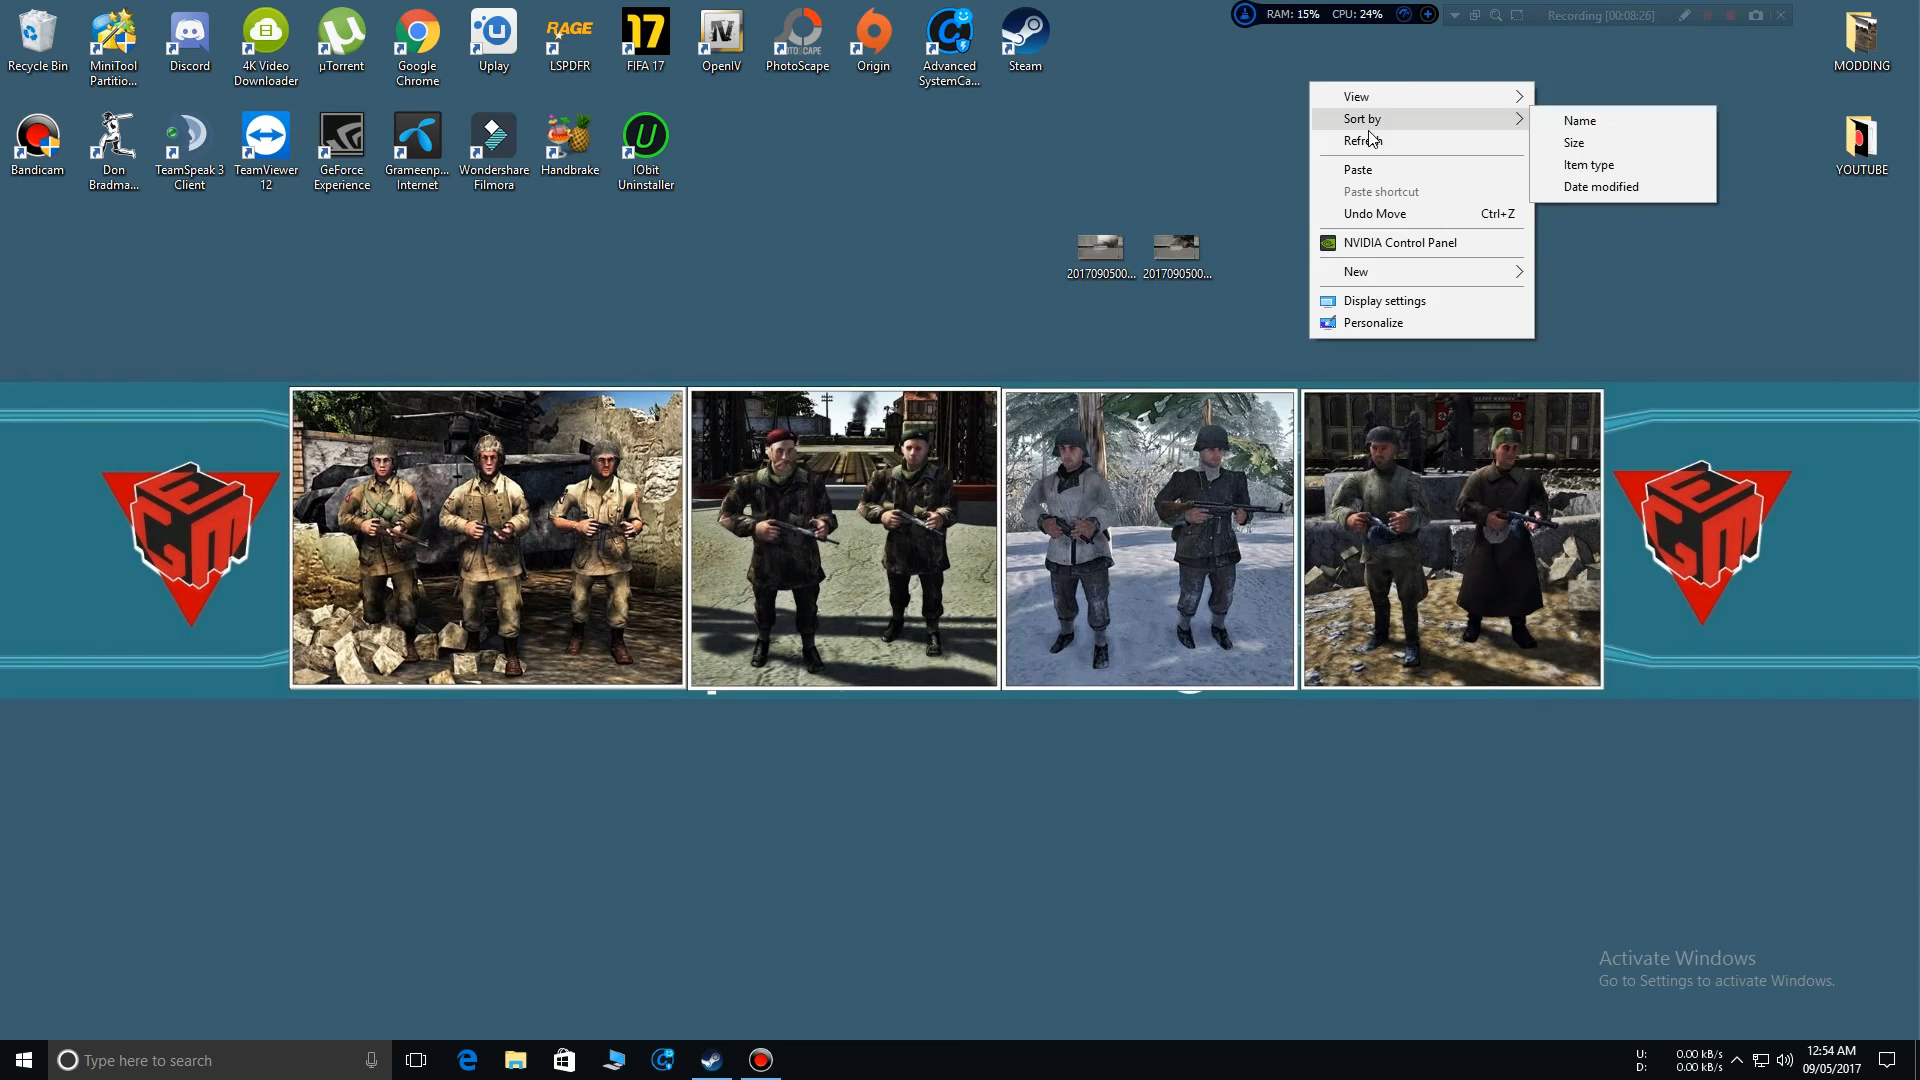 Recycle Bin
MiniTool
Partitio...
Discord
4K Video
Downloader
µTorrent
Google
Chrome
Uplay
RAGE
LSPDFR
17
FIFA 17
OpenIV
PhotoScape
Origin
Advanced
SystemCa...
Steam
RAM: 15% CPU: 24%
Recording [00:08:26]
MODDING
Bandicam
Don
Bradma...
TeamSpeak 3
Client
TeamViewer
12
GeForce
Experience
Grameenp...
Internet
Wondershare
Filmora
Handbrake
IObit
Uninstaller
YOUTUBE
2017090500...
2017090500...
View
Sort by
Refresh
Paste
Paste shortcut
Undo Move Ctrl+Z
NVIDIA Control Panel
New
Display settings
Personalize
Name
Size
Item type
Date modified
Activate Windows
Go to Settings to activate Windows.
Type here to search
U: 0.00 kB/s
D: 0.00 kB/s
12:54 AM
09/05/2017